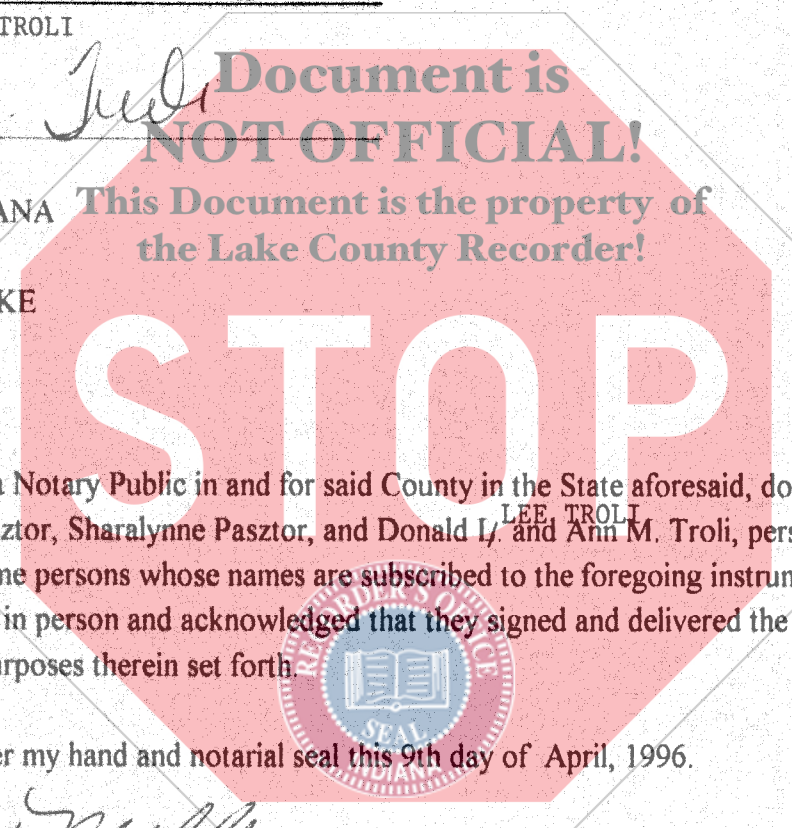 TROLI
Document is
NOT OFFICIAL!
ANA This Document is the property of
the Lake County Recorder!
KE
STOP
a Notary Public in and for said County in the State aforesaid, do
ztor, Sharalynne Pasztor, and Donald L. and Ann M. Troli, pers
LEE TROLI
me persons whose names are subscribed to the foregoing instrum
in person and acknowledged that they signed and delivered the
urposes therein set forth.
RECORDER'S OFFICE
SEAL
INDIANA
er my hand and notarial seal this 9th day of April, 1996.